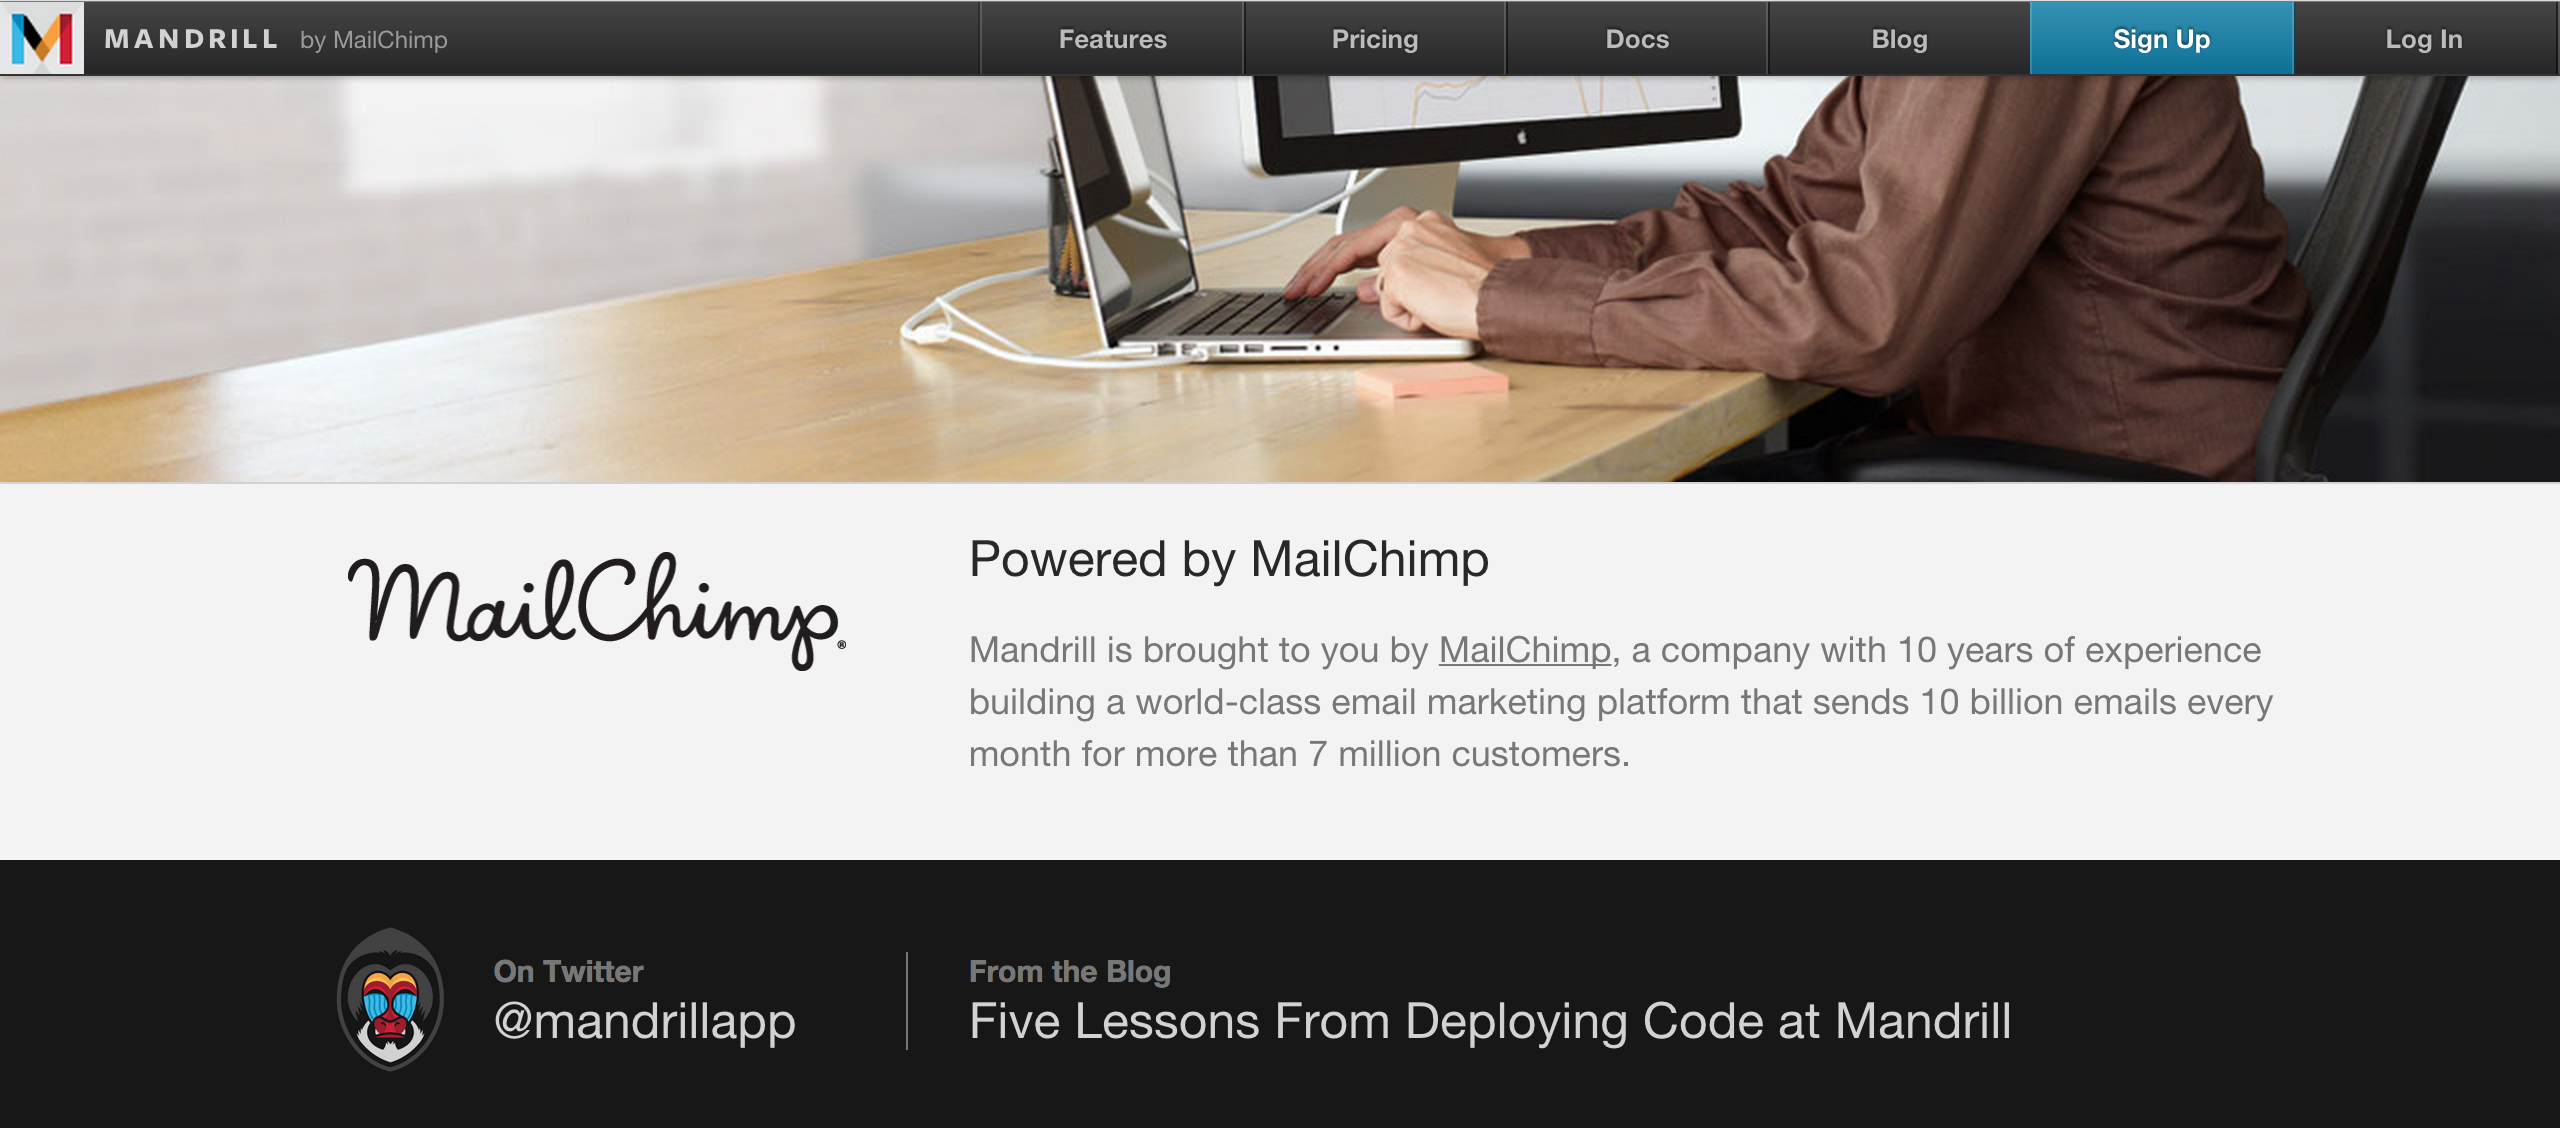 MANDRILL by MailChimp
Features
Pricing
Docs
Blog
Sign Up
Log In
MailChimp®
Powered by MailChimp
Mandrill is brought to you by MailChimp, a company with 10 years of experience
building a world-class email marketing platform that sends 10 billion emails every
month for more than 7 million customers.
On Twitter
@mandrillapp
From the Blog
Five Lessons From Deploying Code at Mandrill